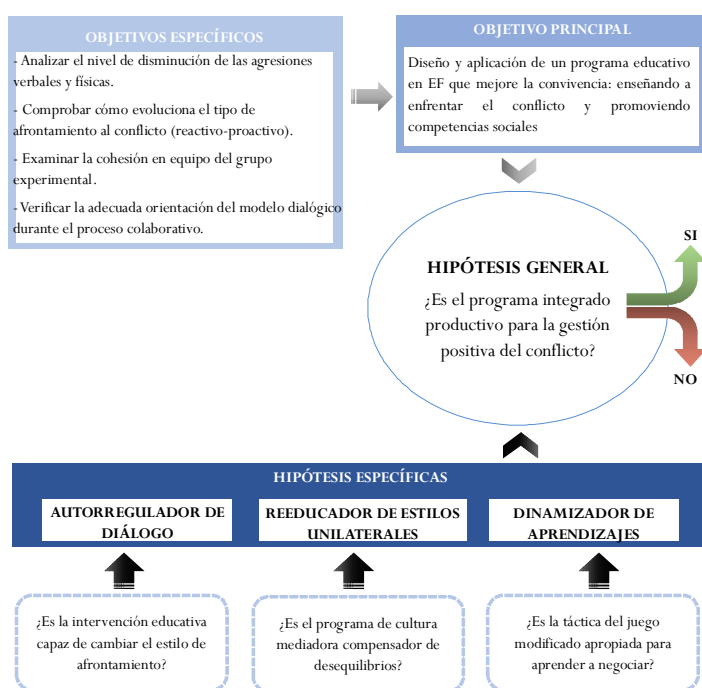 OBJETIVOS ESPECÍFICOS
- Analizar el nivel de disminución de las agresiones
verbales y físicas.
- Comprobar cómo evoluciona el tipo de
afrontamiento al conflicto (reactivo-proactivo).
- Examinar la cohesión en equipo del grupo
experimental.
- Verificar la adecuada orientación del modelo dialógico
durante el proceso colaborativo.
OBJETIVO PRINCIPAL
Diseño y aplicación de un programa educativo
en EF que mejore la convivencia: enseñando a
enfrentar el conflicto y promoviendo
competencias sociales
HIPÓTESIS GENERAL
¿Es el programa integrado
productivo para la gestión
positiva del conflicto?
SI
NO
HIPÓTESIS ESPECÍFICAS
AUTORREGULADOR DE
DIÁLOGO
REEDUCADOR DE ESTILOS
UNILATERALES
DINAMIZADOR DE
APRENDIZAJES
¿Es la intervención educativa
capaz de cambiar el estilo de
afrontamiento?
¿Es el programa de cultura
mediadora compensador de
desequilibrios?
¿Es la táctica del juego
modificado apropiada para
aprender a negociar?